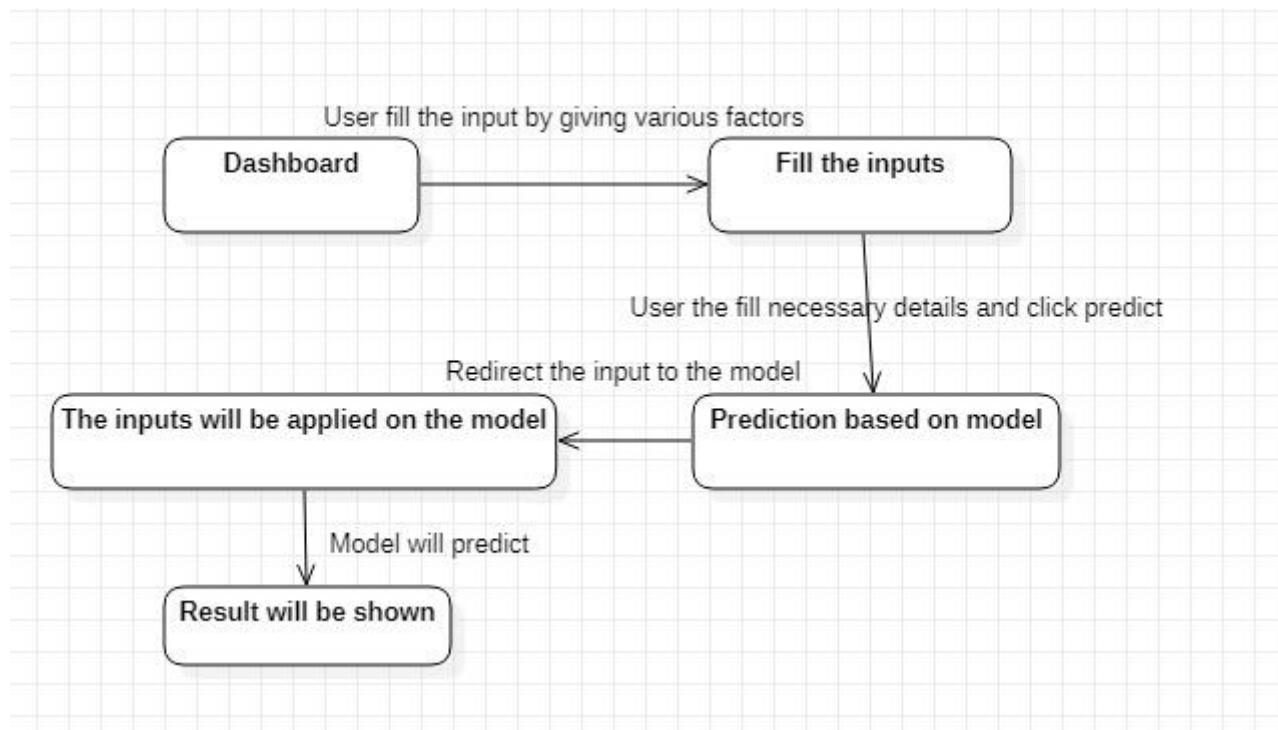 User fill the input by giving various factors
Dashboard
Fill the inputs
User the fill necessary details and click predict
Redirect the input to the model
The inputs will be applied on the model
Prediction based on model
Model will predict
Result will be shown